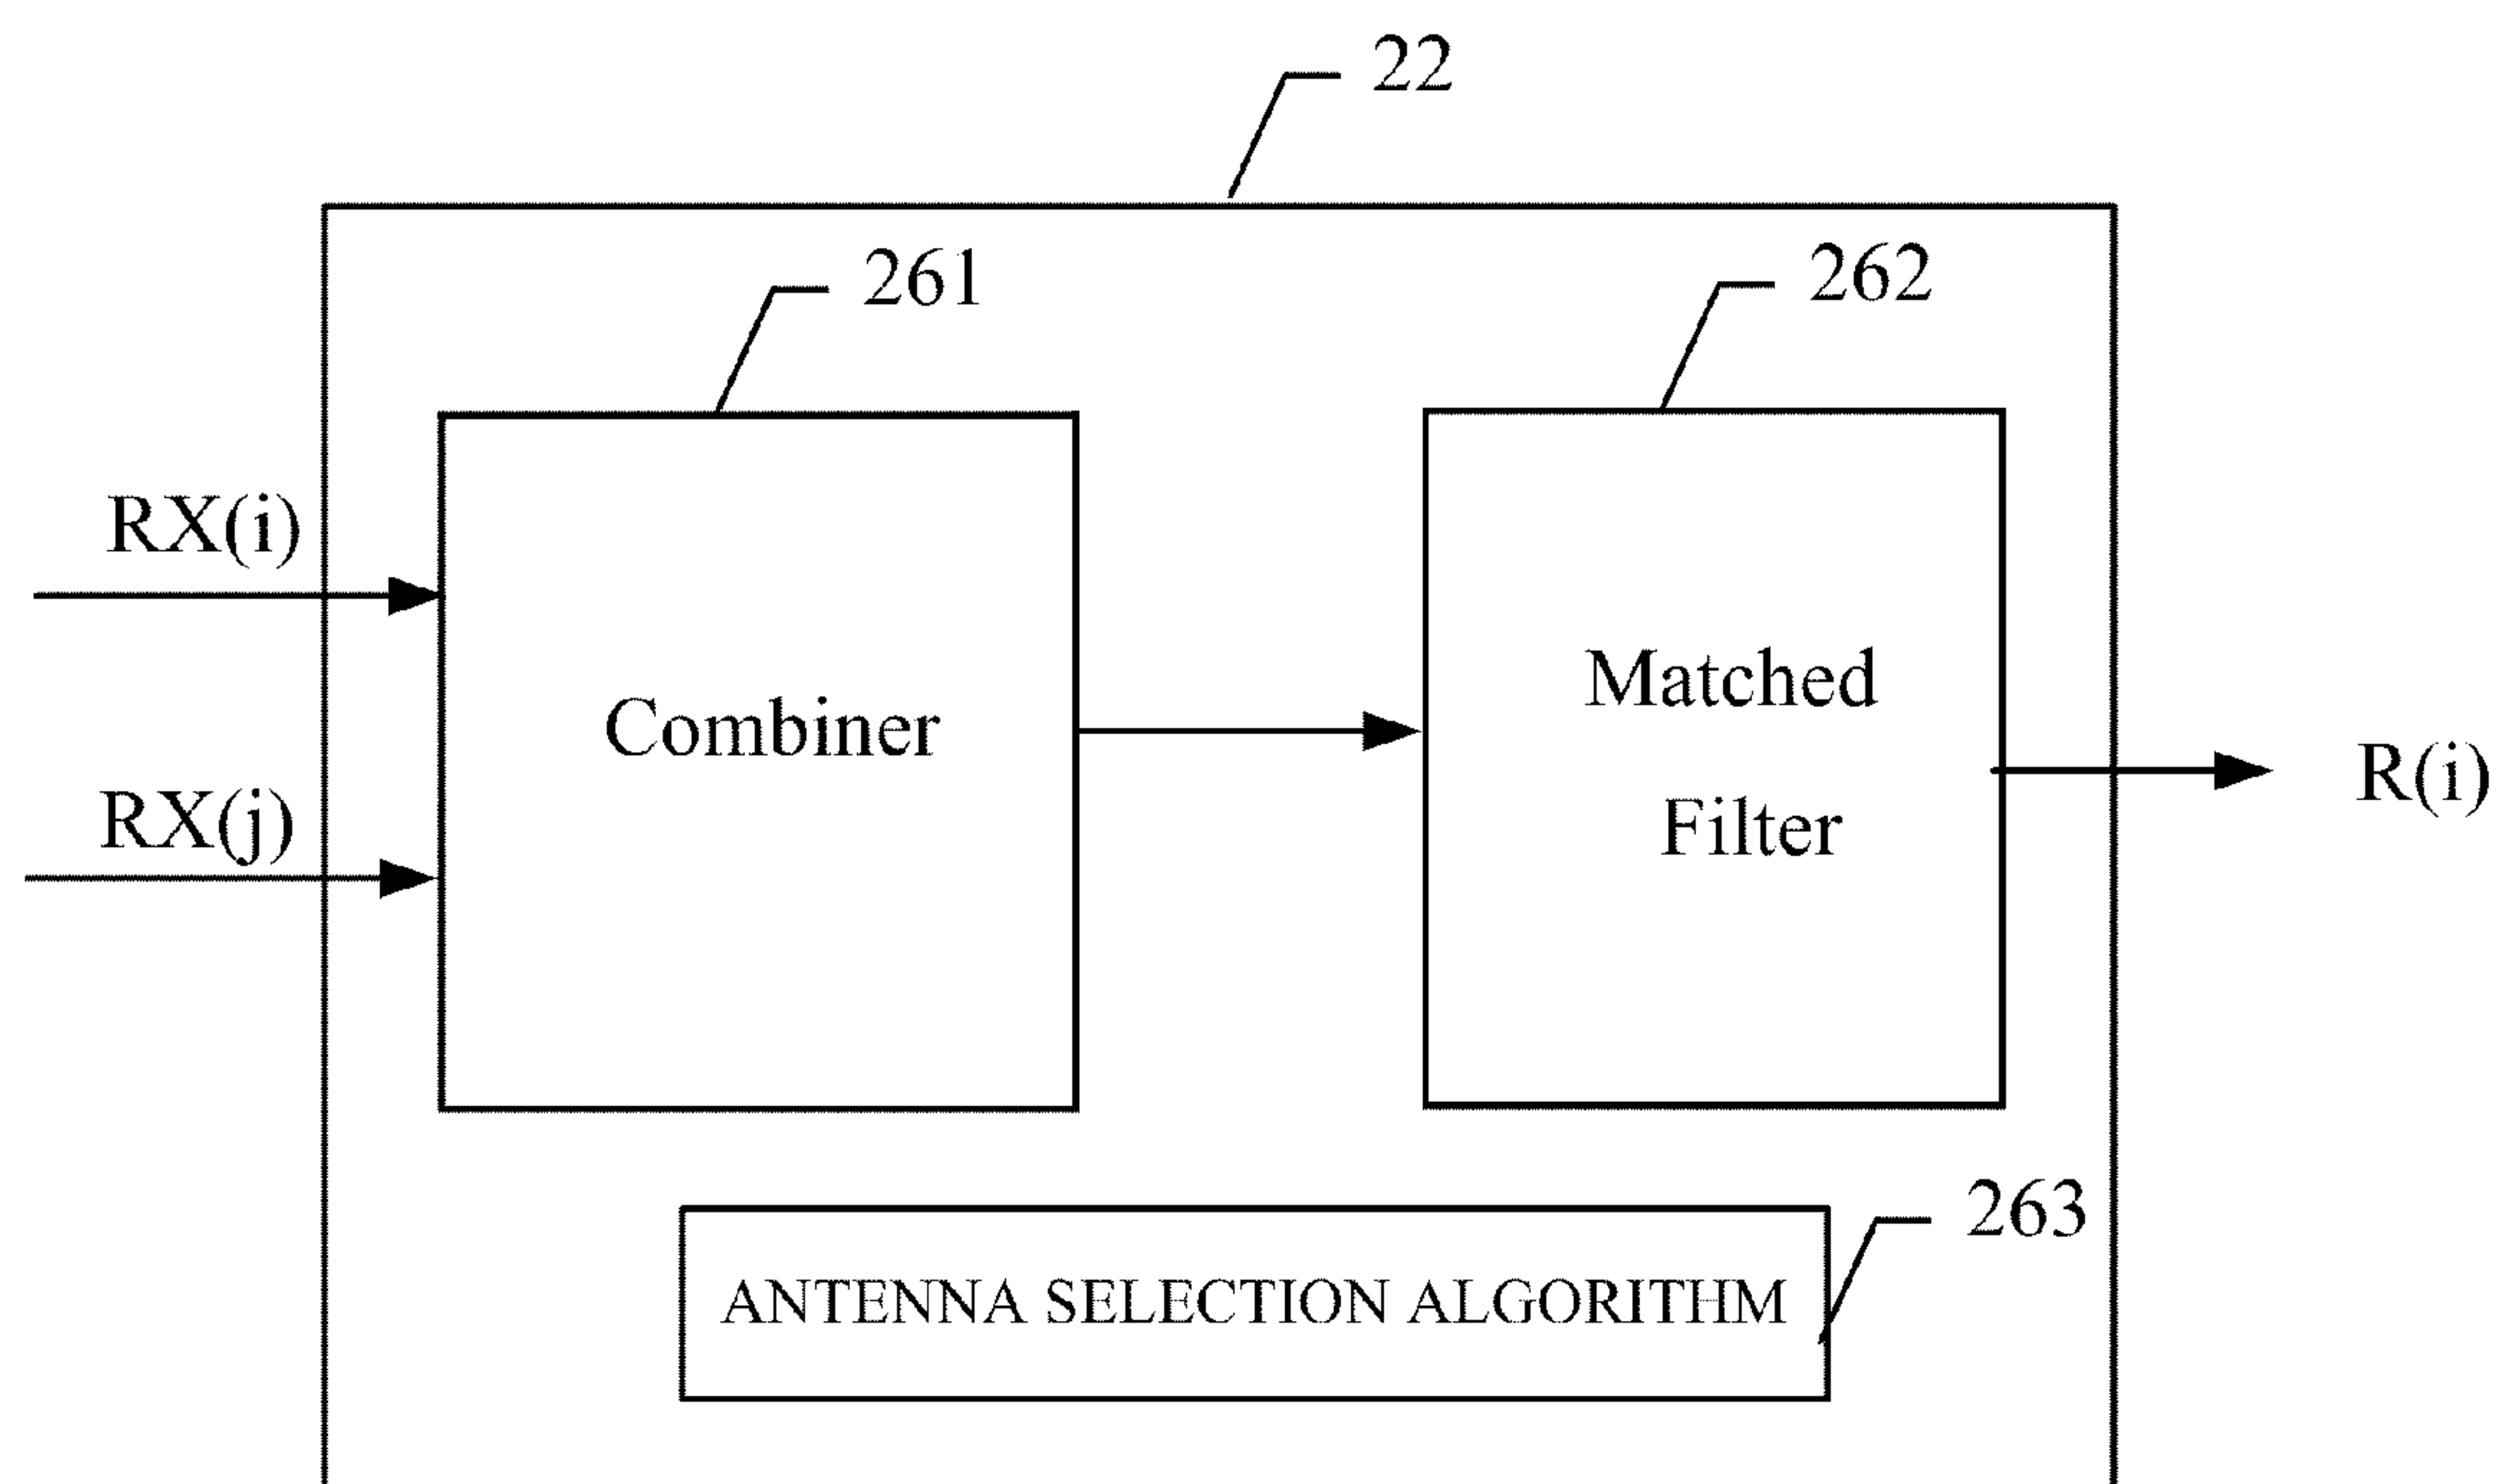 22
261
262
RX(i)
Combiner
Matched
Filter
RX(j)
R(i)
263
ANTENNA SELECTION ALGORITHM